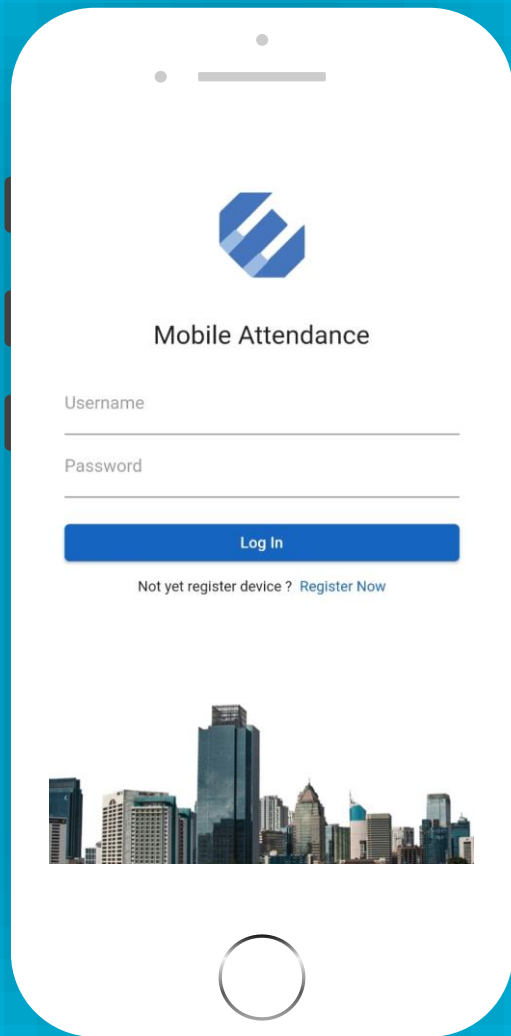 Mobile Attendance
Username
Password
Log In
Not yet register device ? Register Now